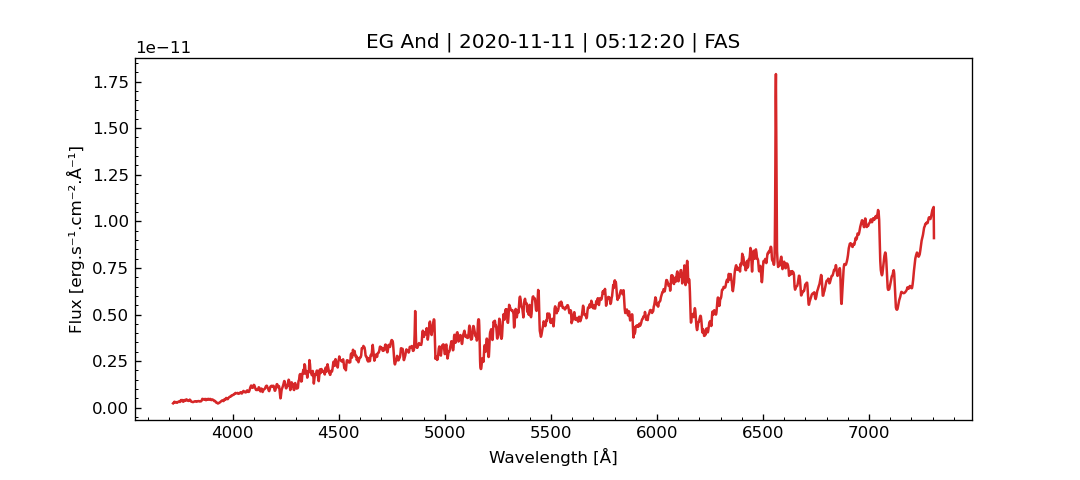 EG And | 2020-11-11 | 05:12:20 | FAS
1e−11
1.75
1.50
1.25
1.00
0.75
0.50
0.25
0.00
Flux [erg.s⁻¹.cm⁻².Å⁻¹]
4000 4500 5000 5500 6000 6500 7000
Wavelength [Å]